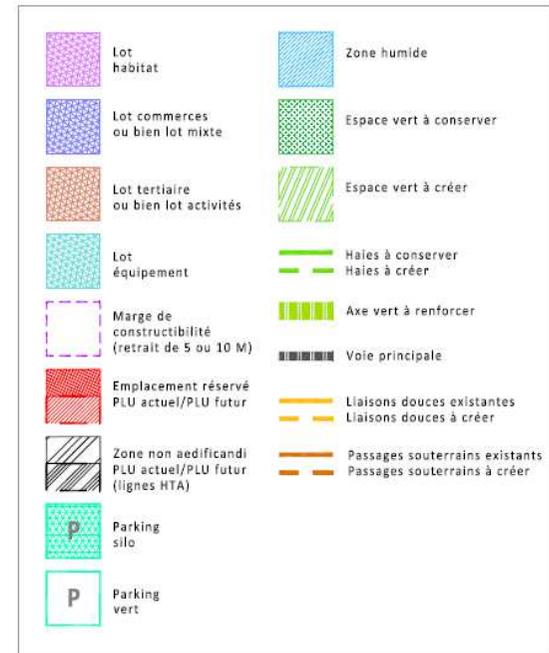 Lot
habitat
Lot commerces
ou bien lot mixte
Lot tertiaire
ou bien lot activités
Lot
équipement
Marge de
constructibilité
(retrait de 5 ou 10 M)
Emplacement réservé
PLU actuel/PLU futur
Zone non aedificandi
PLU actuel/PLU futur
(lignes HTA)
P
Parking
silo
P
Parking
vert
Zone humide
Espace vert à conserver
Espace vert à créer
Haies à conserver
Haies à créer
Axe vert à renforcer
Voie principale
Liaisons douces existantes
Liaisons douces à créer
Passages souterrains existants
Passages souterrains à créer